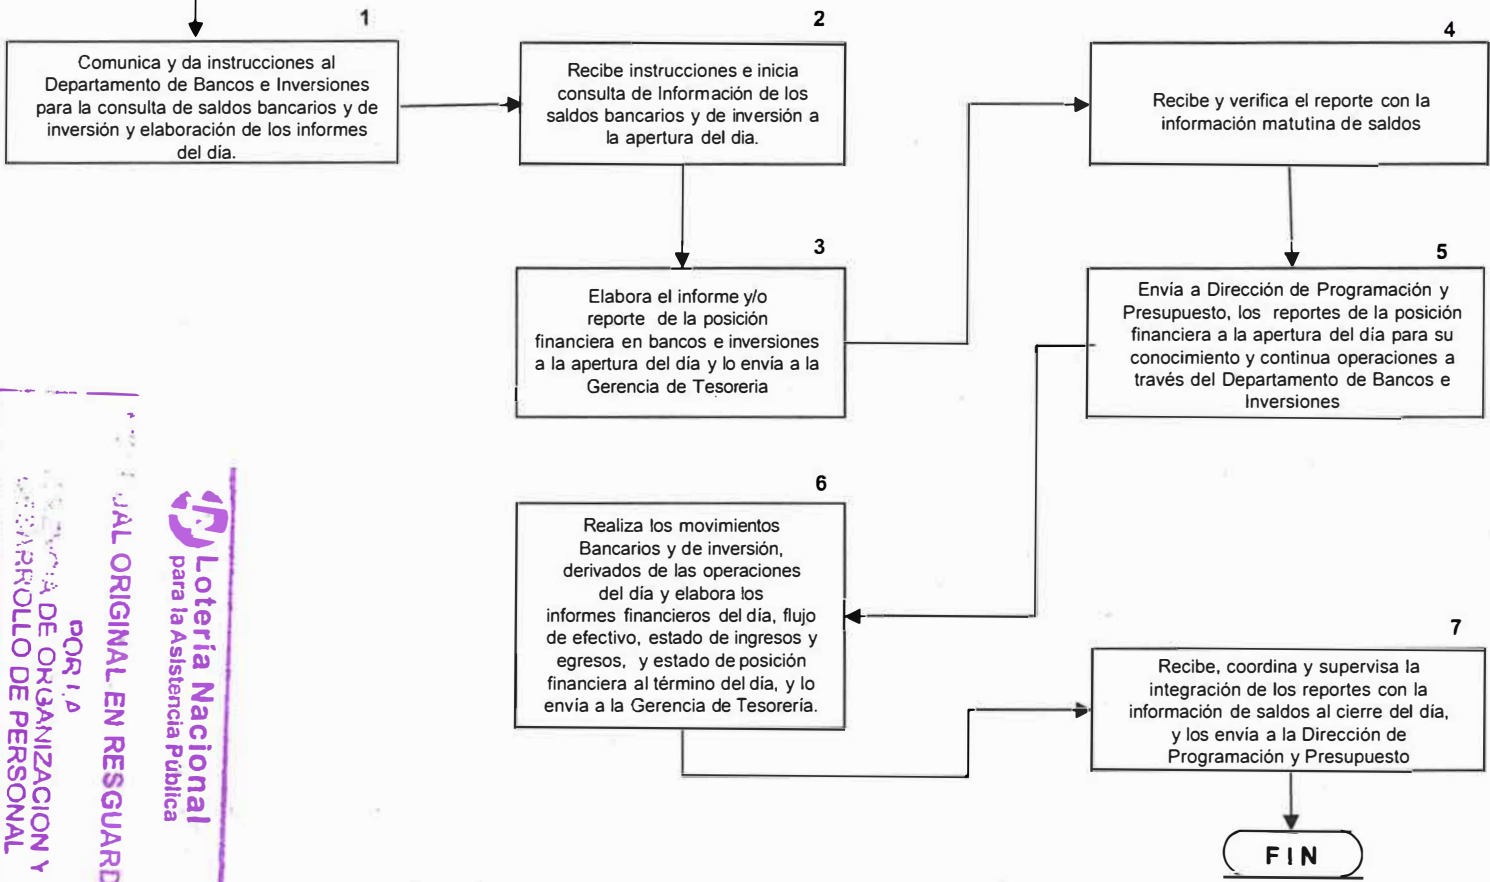 1
Comunica y da instrucciones al
Departamento de Bancos e Inversiones
para la consulta de saldos bancarios y de
inversión y elaboración de los informes
del día.
2
Recibe instrucciones e inicia
consulta de Información de los
saldos bancarios y de inversión a
la apertura del dia.
3
Elabora el informe y/o
reporte de la posición
financiera en bancos e inversiones
a la apertura del día y lo envía a la
Gerencia de Tesoreria
4
Recibe y verifica el reporte con la
información matutina de saldos
5
Envía a Dirección de Programación y
Presupuesto, los reportes de la posición
financiera a la apertura del día para su
conocimiento y continua operaciones a
través del Departamento de Bancos e
Inversiones
6
Realiza los movimientos
Bancarios y de inversión,
derivados de las operaciones
del día y elabora los
informes financieros del día, flujo
de efectivo, estado de ingresos y
egresos, y estado de posición
financiera al término del día, y lo
envía a la Gerencia de Tesorería.
7
Recibe, coordina y supervisa la
integración de los reportes con la
información de saldos al cierre del día,
y los envía a la Dirección de
Programación y Presupuesto
FIN
Lotería Nacional
para la Asistencia Pública
ORIGINAL EN RESGUARD
POR LA
DE ORGANIZACION Y
DE PERSONAL